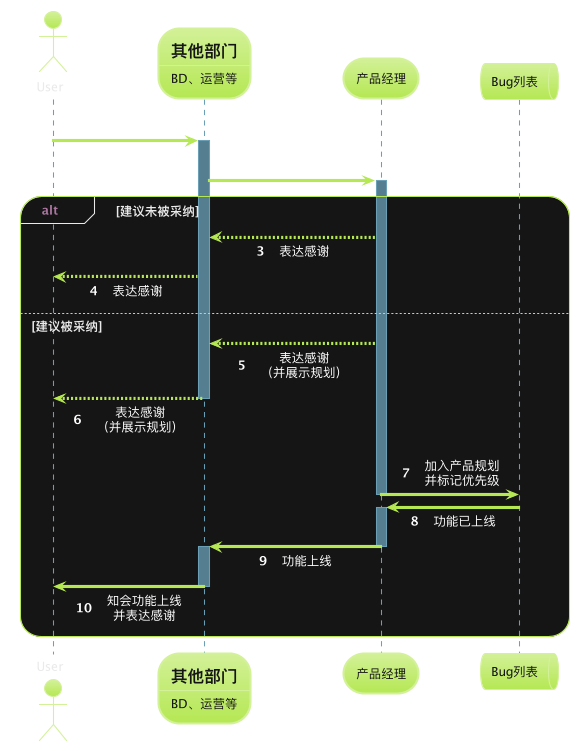 User
其他部门
BD、运营等
产品经理
Bug列表
alt
[建议未被采纳]
3 表达感谢
4 表达感谢
[建议被采纳]
5 表达感谢
(并展示规划)
6 表达感谢
(并展示规划)
7 加入产品规划
并标记优先级
8 功能已上线
9 功能上线
10 知会功能上线
并表达感谢
User
其他部门
BD、运营等
产品经理
Bug列表